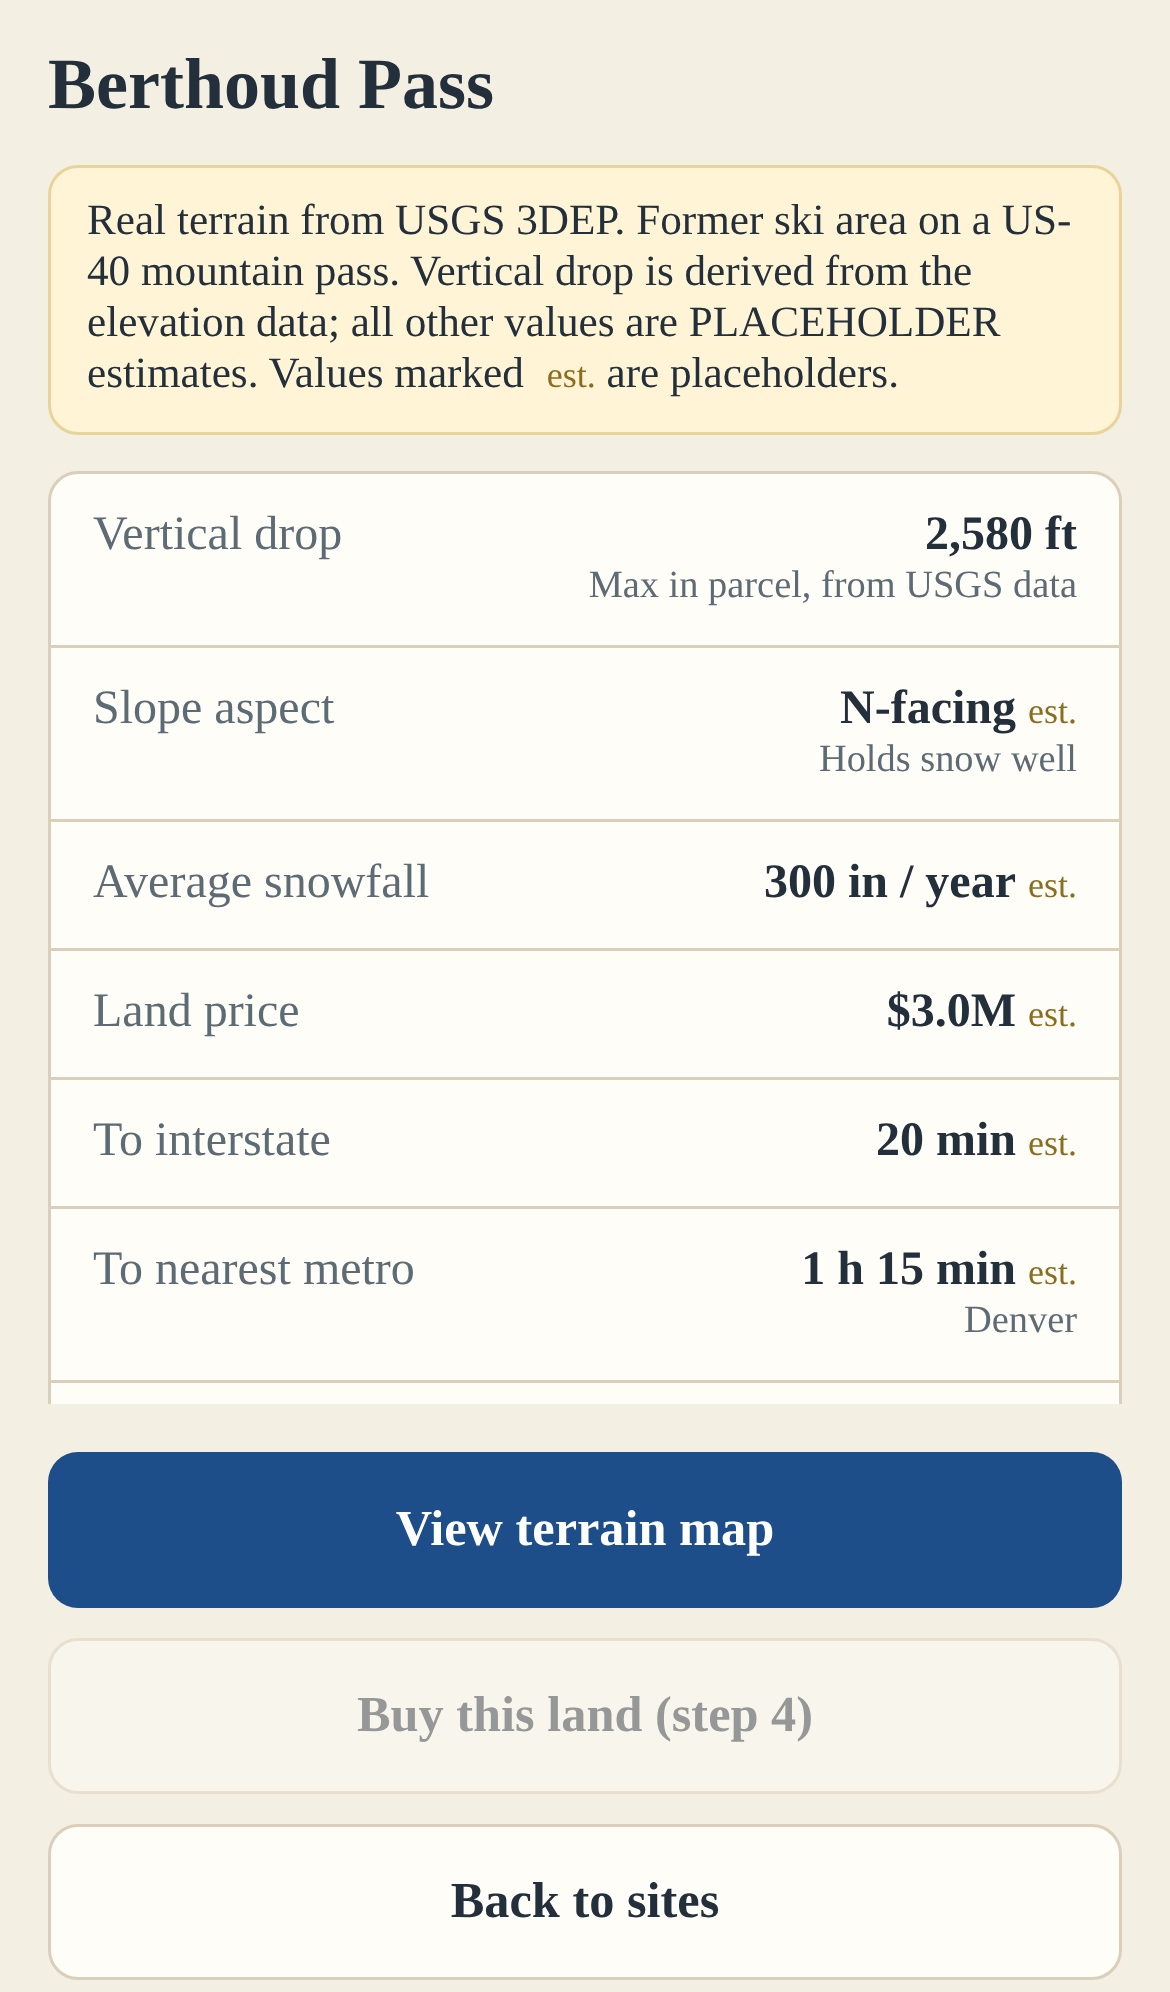 Berthoud Pass
Real terrain from USGS 3DEP. Former ski area on a US-
40 mountain pass. Vertical drop is derived from the
elevation data; all other values are PLACEHOLDER
estimates. Values marked est. are placeholders.
Vertical drop 2,580 ft
Max in parcel, from USGS data
Slope aspect N-facing est.
Holds snow well
Average snowfall 300 in / year est.
Land price $3.0M est.
To interstate 20 min est.
To nearest metro 1 h 15 min est.
Denver
View terrain map
Buy this land (step 4)
Back to sites